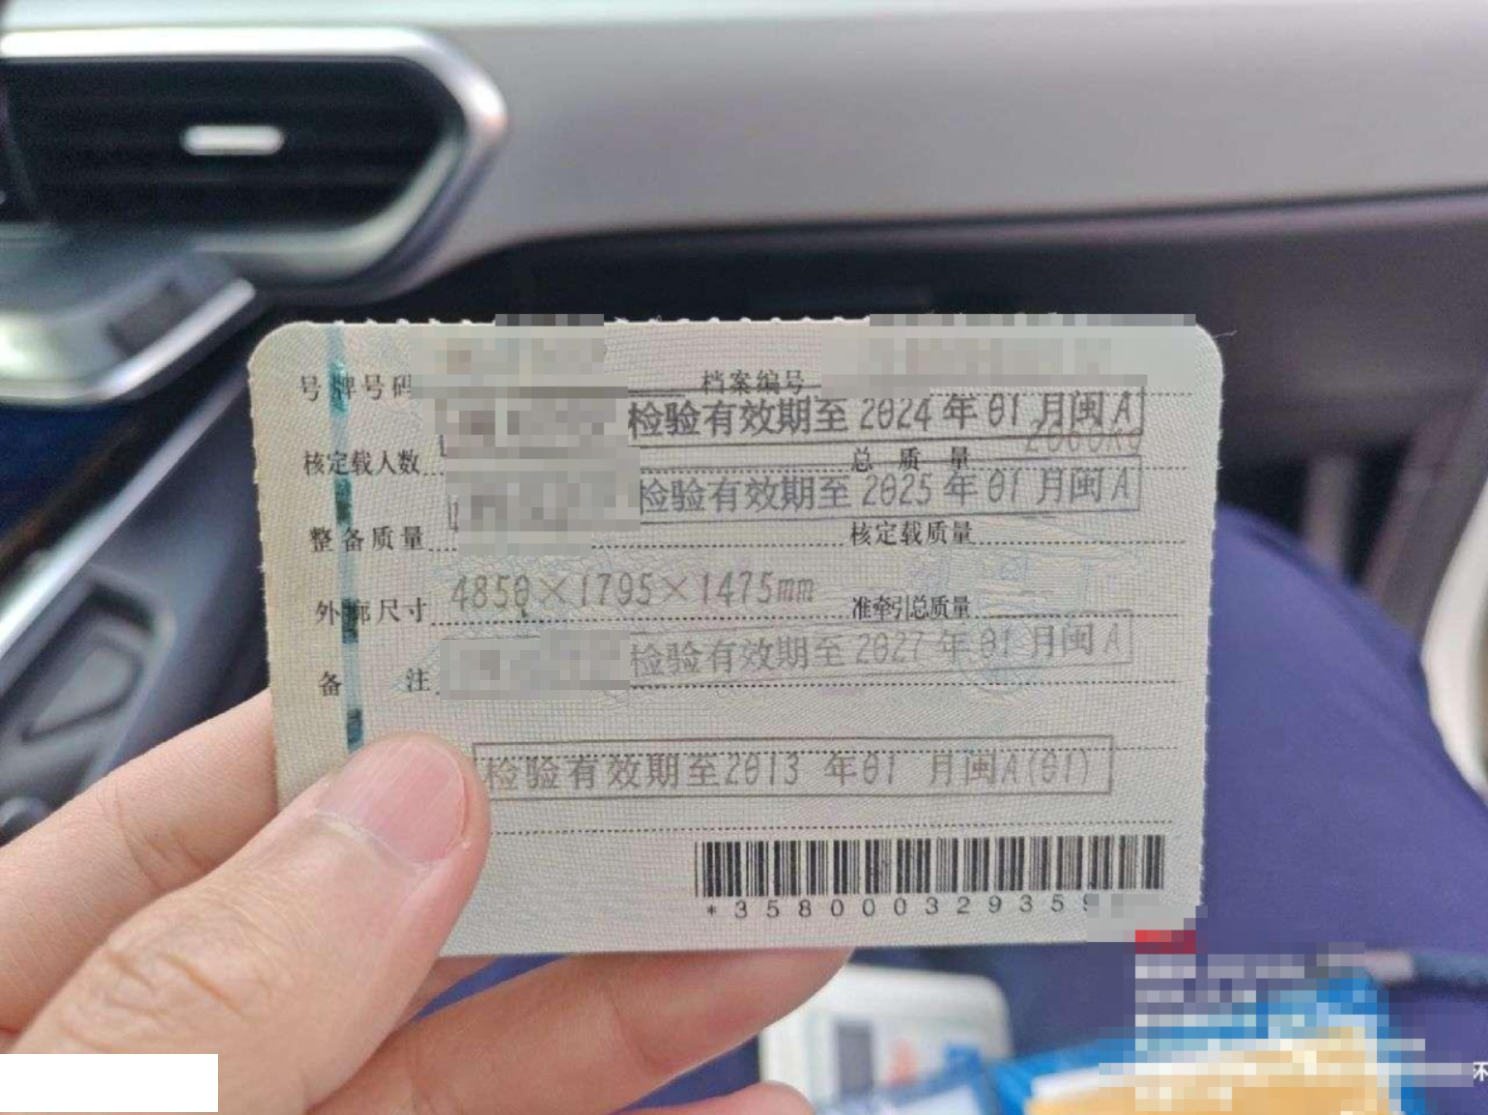 号牌号码 档案编号
检验有效期至2024年01月闽A
核定载人数 总质量
检验有效期至2025年01月闽A
整备质量 核定载质量
外廓尺寸 4850×1795×1475mm 准牵引总质量
备注 检验有效期至2027年01月闽A
检验有效期至2013 年01 月闽A(01)
*358000032935